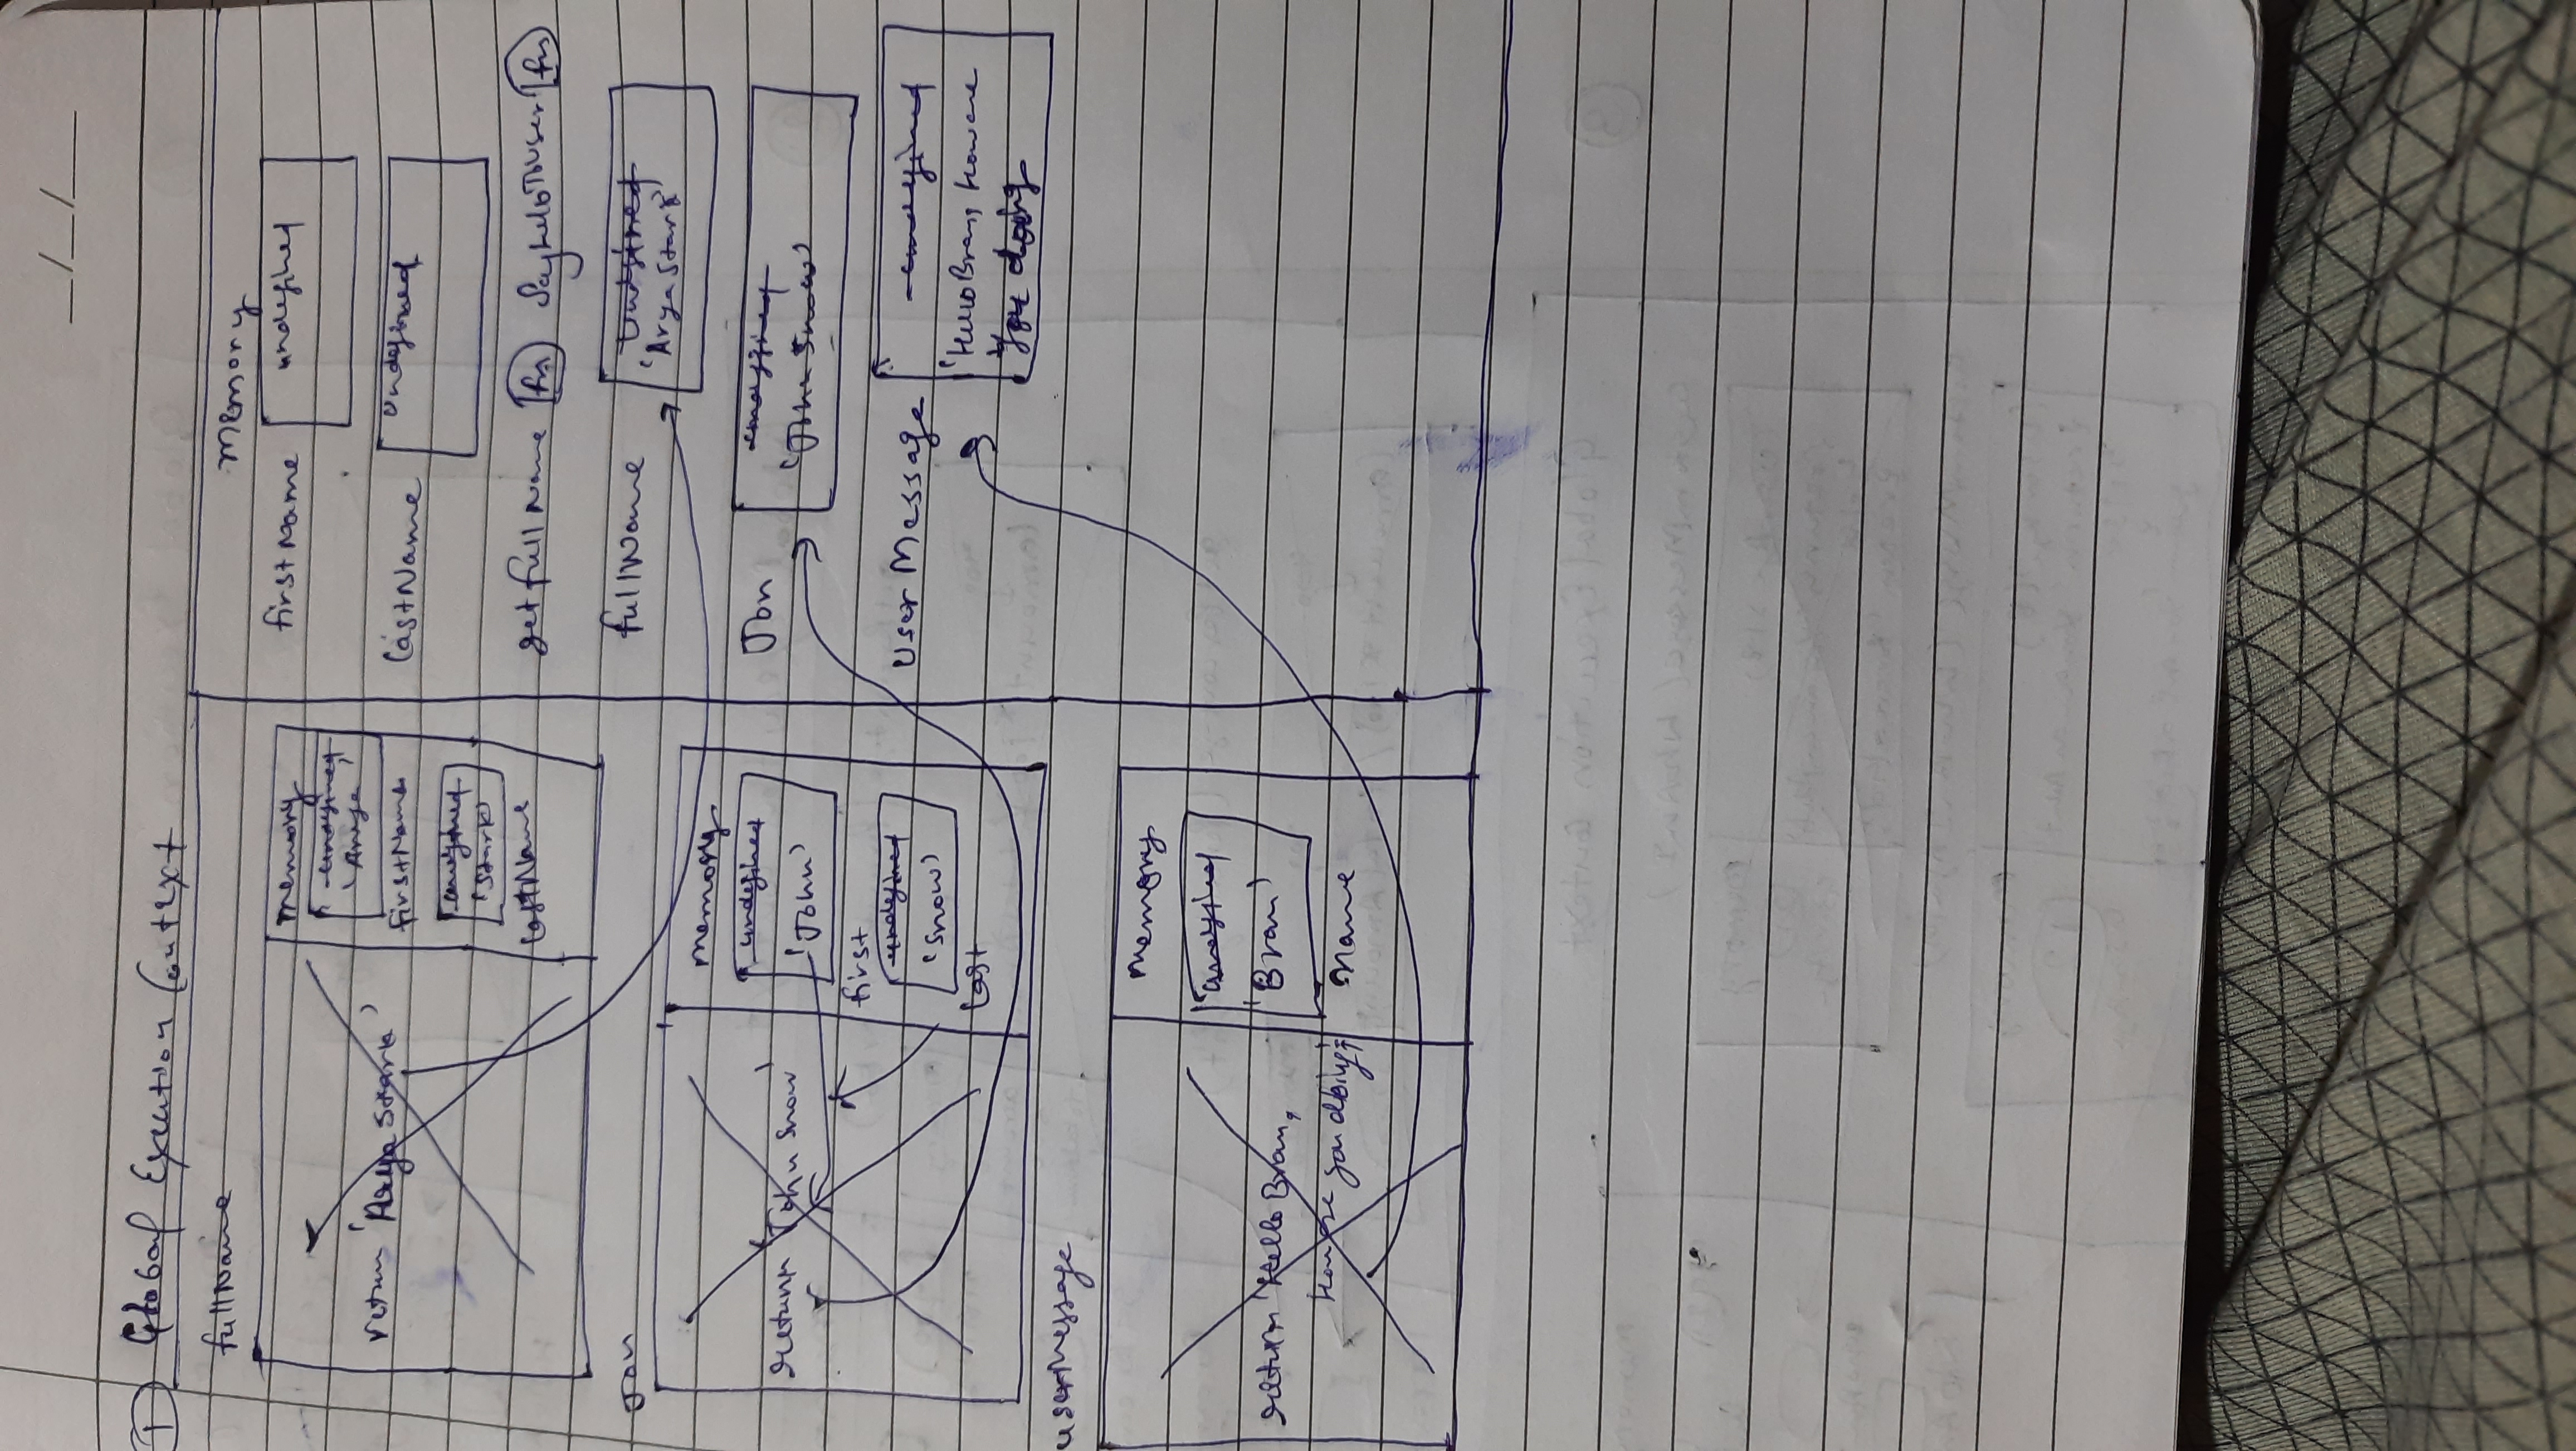 1 Global Execution Context
fullName
Memory
undefined
'Arya'
firstName
undefined
'Stark'
lastName
return 'Arya Stark'
Jon
Memory
undefined
'John'
first
undefined
'Snow'
last
return 'John Snow'
usermessage
Memory
undefined
Bran'
Name
return 'Hello Bran,
How are you doing?
Memory
firstName undefined
lastName undefined
getfullName fn SayHelloToUser fn
fullName undefined
'Arya Stark'
Jon undefined
'John Snow'
User Message undefined
'Hello Bran, How are
you doing